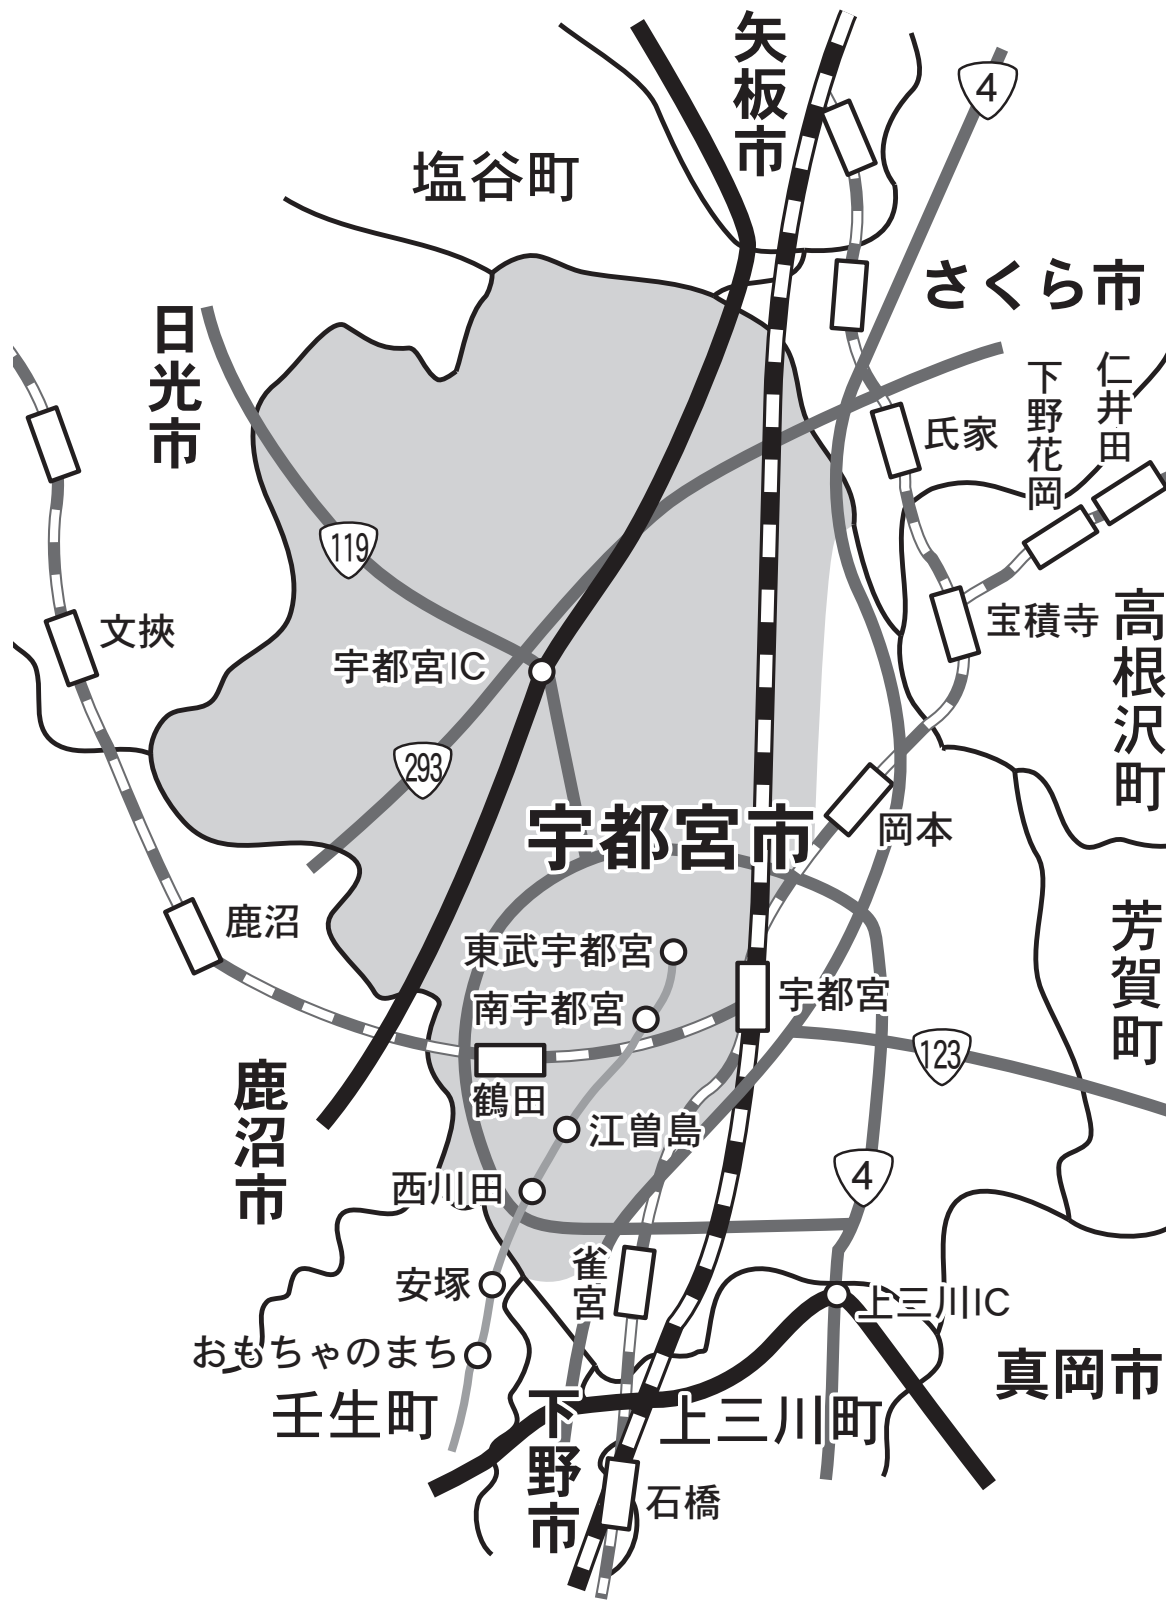 矢板市
4
塩谷町
さくら市
日光市
下野花岡
仁井田
氏家
119
文挾
宝積寺
高根沢町
宇都宮IC
293
宇都宮市
岡本
鹿沼
芳賀町
東武宇都宮
南宇都宮
宇都宮
123
鹿沼市
鶴田
江曽島
4
西川田
雀宮
安塚
上三川IC
おもちゃのまち
真岡市
壬生町
下野市
上三川町
石橋